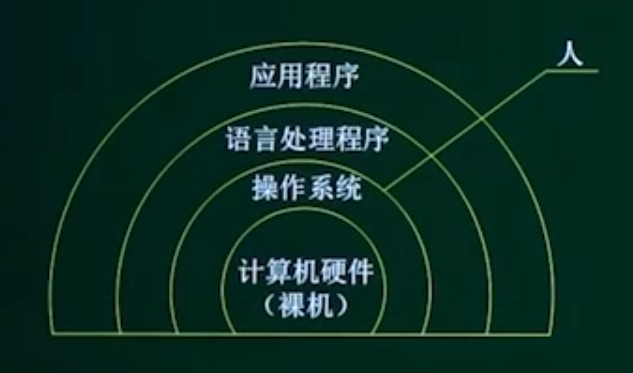 人
应用程序
语言处理程序
操作系统
计算机硬件
（裸机）